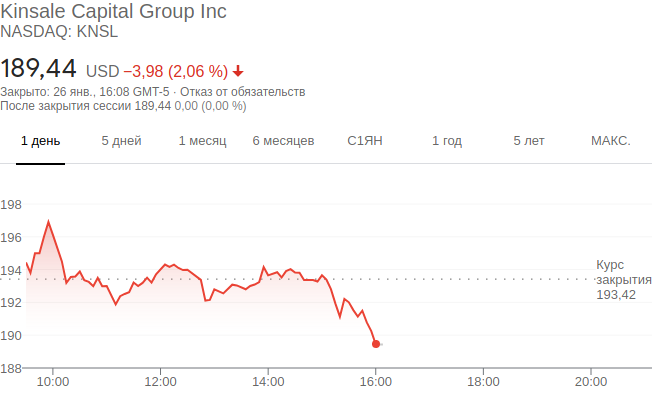 Kinsale Capital Group Inc
NASDAQ: KNSL
189,44 USD −3,98 (2,06 %)
Закрыто: 26 янв., 16:08 GMT-5 · Отказ от обязательств
После закрытия сессии 189,44 0,00 (0,00 %)
1 день 5 дней 1 месяц 6 месяцев С1ЯН 1 год 5 лет МАКС.
198
196
194
Курс
закрытия
193,42
192
190
188
10:00 12:00 14:00 16:00 18:00 20:00